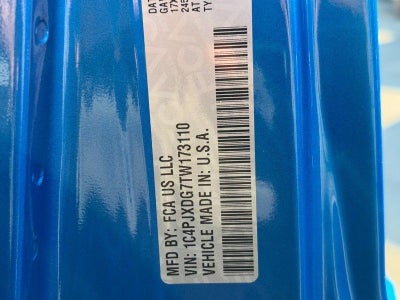 MFD BY: FCA US LLC
VIN: 1C4PJXDG7TW173110
VEHICLE MADE IN: U.S.A.